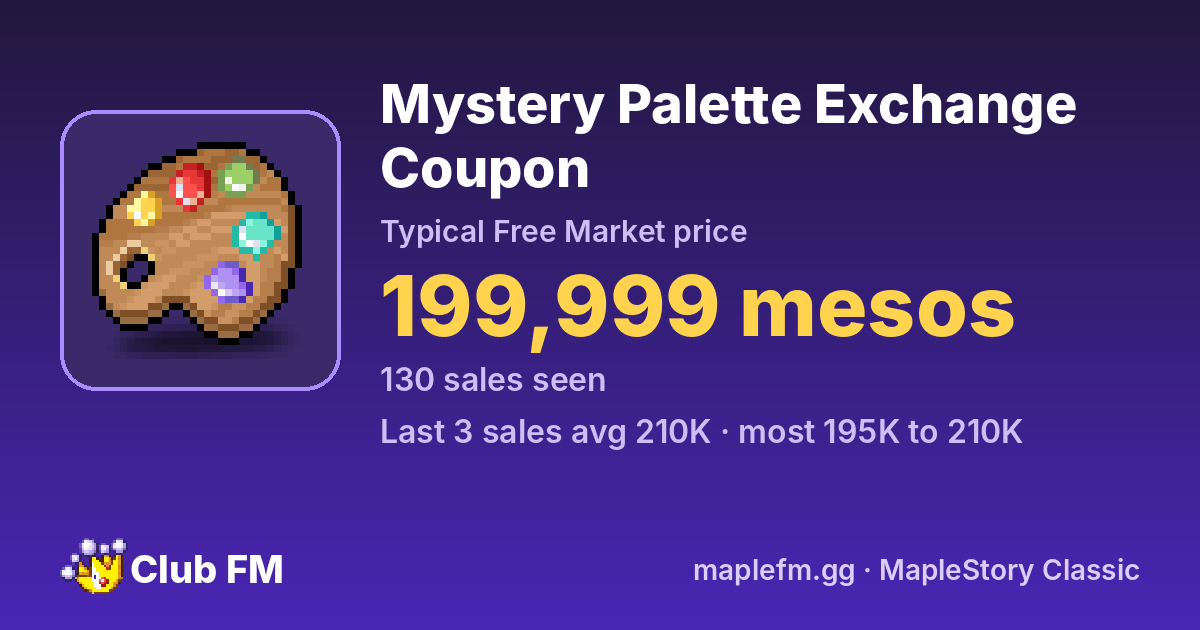 Mystery Palette Exchange
Coupon
Typical Free Market price
199,999 mesos
130 sales seen
Last 3 sales avg 210K · most 195K to 210K
Club FM
maplefm.gg · MapleStory Classic